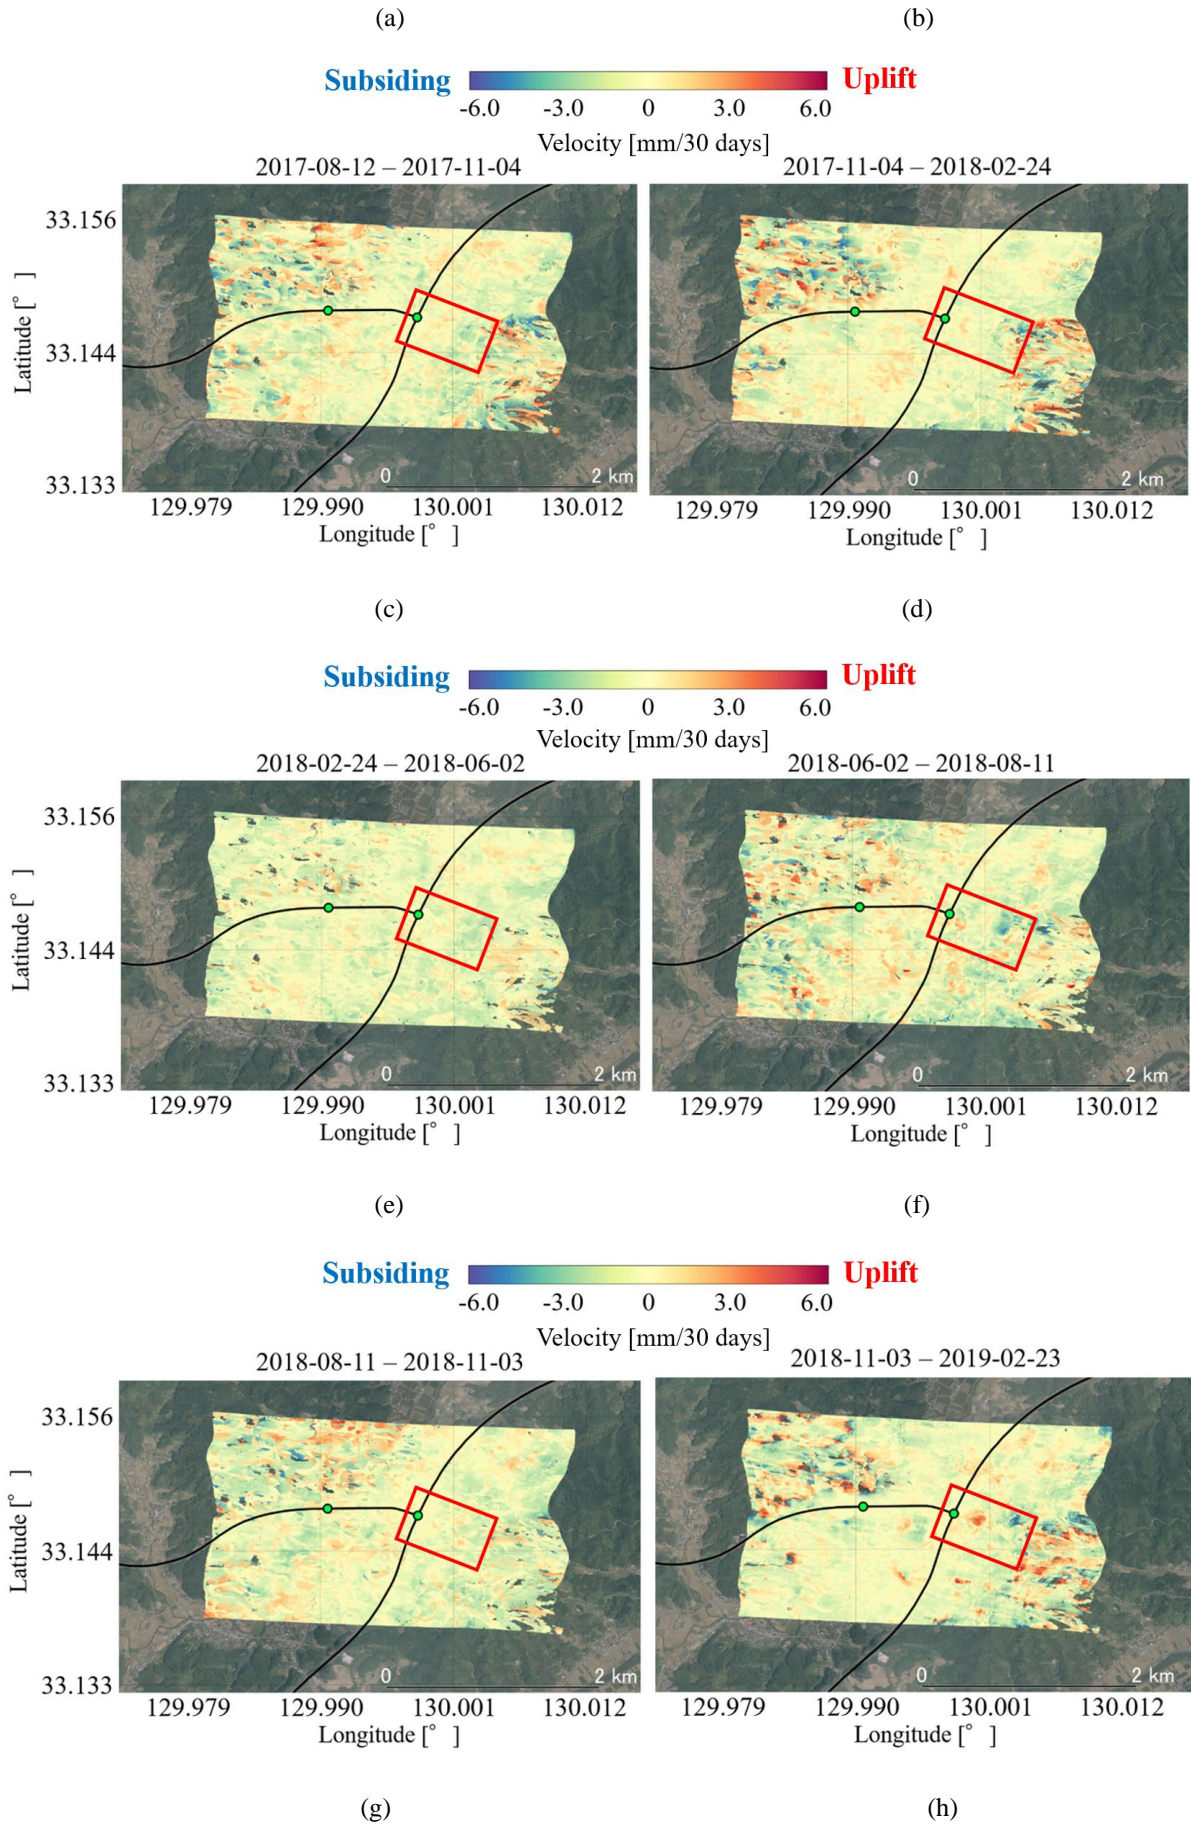 (a) (b)
Subsiding Uplift
-6.0 -3.0 0 3.0 6.0
Velocity [mm/30 days]
2017-08-12 – 2017-11-04 2017-11-04 – 2018-02-24
33.156
33.144
33.133
Latitude [° ]
0 2 km 0 2 km
129.979 129.990 130.001 130.012 129.979 129.990 130.001 130.012
Longitude [° ] Longitude [° ]
(c) (d)
Subsiding Uplift
-6.0 -3.0 0 3.0 6.0
Velocity [mm/30 days]
2018-02-24 – 2018-06-02 2018-06-02 – 2018-08-11
33.156
33.144
33.133
Latitude [° ]
0 2 km 0 2 km
129.979 129.990 130.001 130.012 129.979 129.990 130.001 130.012
Longitude [° ] Longitude [° ]
(e) (f)
Subsiding Uplift
-6.0 -3.0 0 3.0 6.0
Velocity [mm/30 days]
2018-08-11 – 2018-11-03 2018-11-03 – 2019-02-23
33.156
33.144
33.133
Latitude [° ]
0 2 km 0 2 km
129.979 129.990 130.001 130.012 129.979 129.990 130.001 130.012
Longitude [° ] Longitude [° ]
(g) (h)